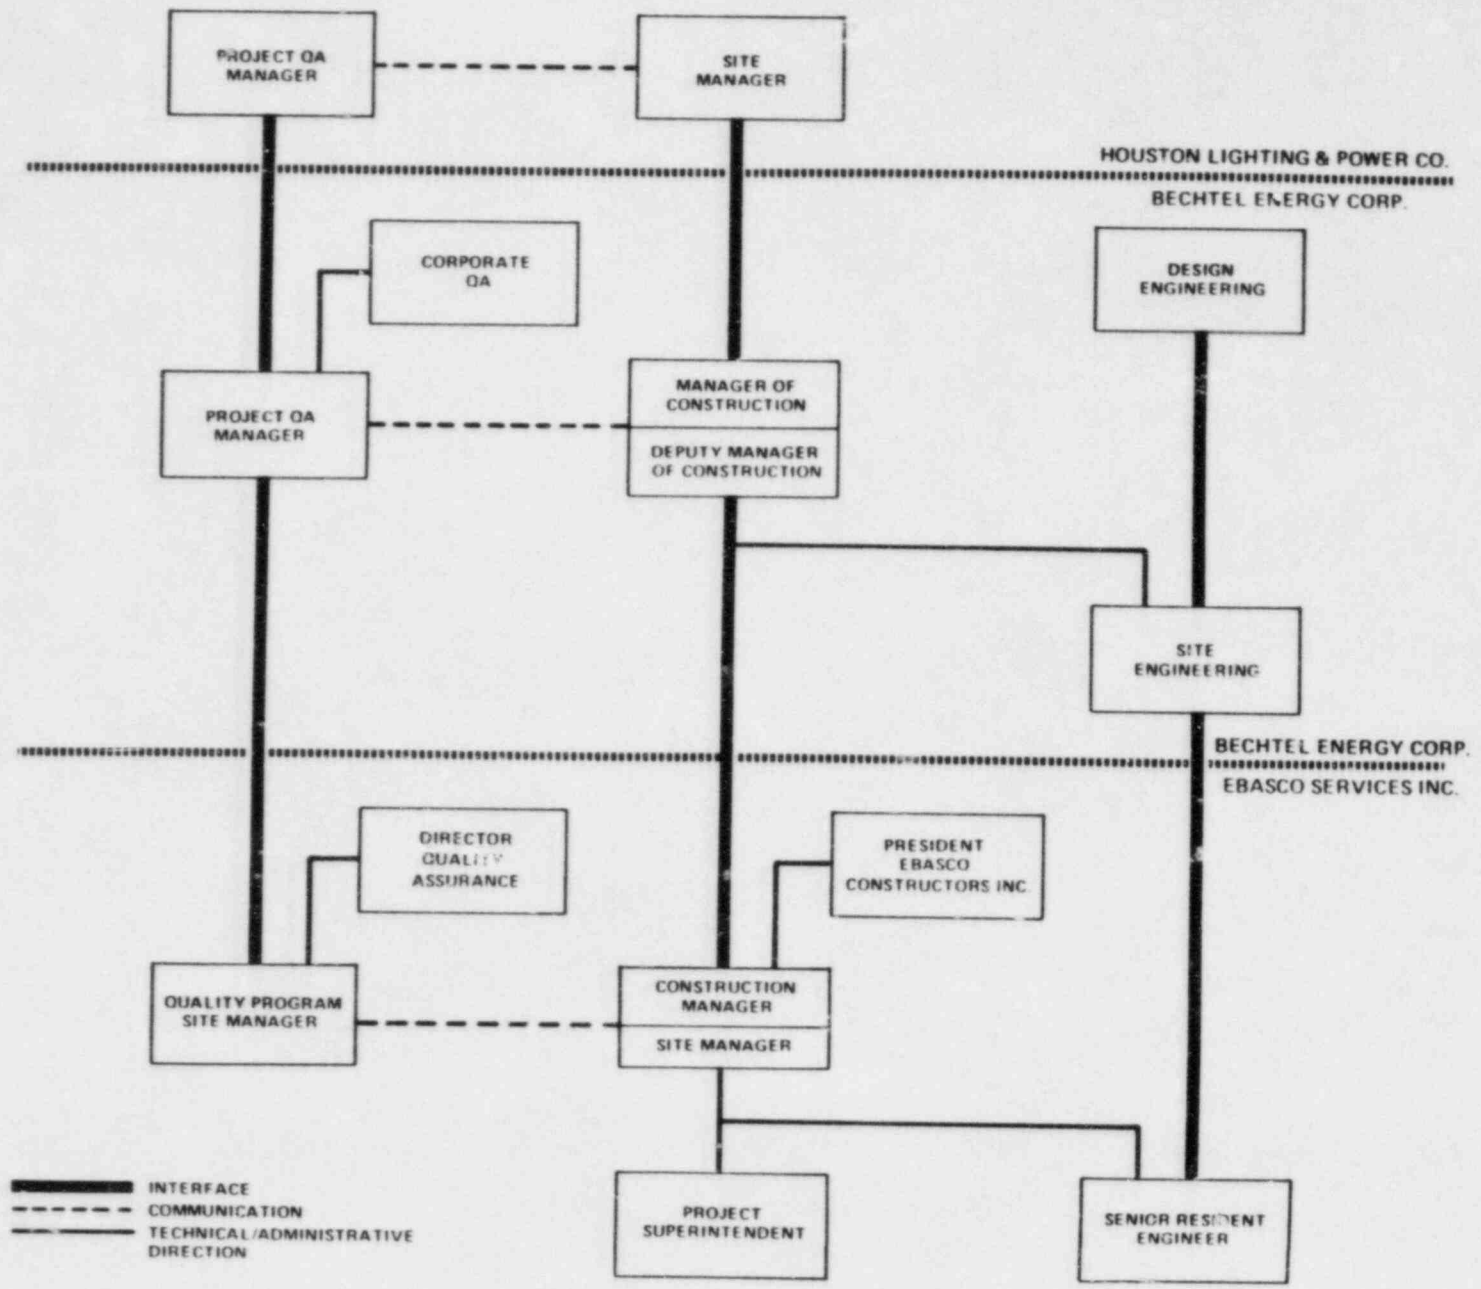 PROJECT QA
MANAGER
SITE
MANAGER
HOUSTON LIGHTING & POWER CO.
BECHTEL ENERGY CORP.
CORPORATE
QA
DESIGN
ENGINEERING
MANAGER OF
CONSTRUCTION
PROJECT QA
MANAGER
DEPUTY MANAGER
OF CONSTRUCTION
SITE
ENGINEERING
BECHTEL ENERGY CORP.
EBASCO SERVICES INC.
DIRECTOR
QUALITY
ASSURANCE
PRESIDENT
EBASCO
CONSTRUCTORS INC.
QUALITY PROGRAM
SITE MANAGER
CONSTRUCTION
MANAGER
SITE MANAGER
INTERFACE
COMMUNICATION
TECHNICAL/ADMINISTRATIVE
DIRECTION
PROJECT
SUPERINTENDENT
SENIOR RESIDENT
ENGINEER